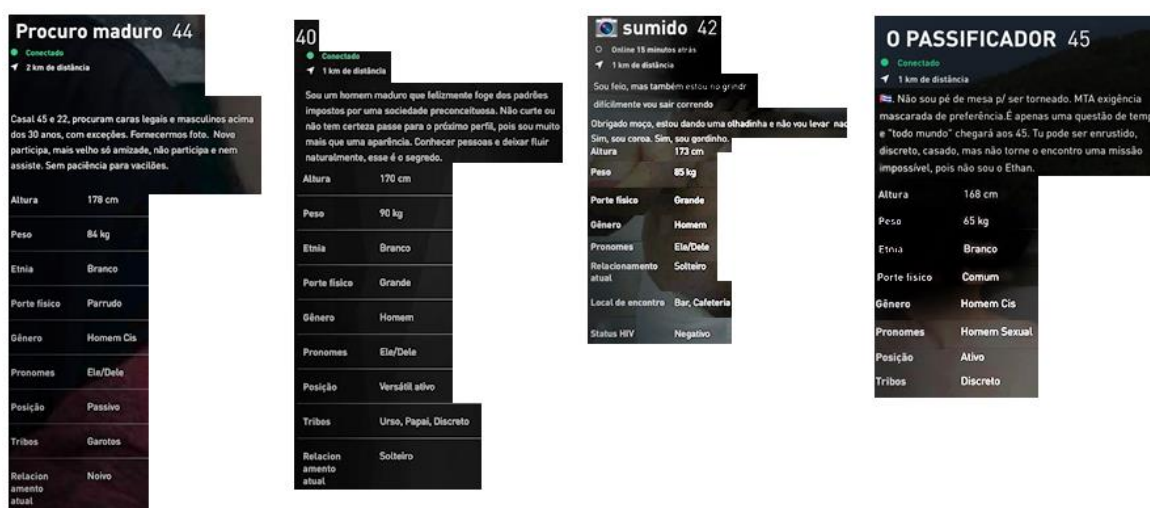 Procuro maduro 44
Conectado
2 km de distância
Casal 45 e 22, procuram caras legais e masculinos acima
dos 30 anos, com exceções. Fornecermos foto. Novo
participa, mais velho só amizade, não participa e nem
assiste. Sem paciência para vacilões.
Altura 178 cm
Peso 84 kg
Etnia Branco
Porte físico Parrudo
Gênero Homem Cis
Pronomes Ele/Dele
Posição Passivo
Tribos Garotos
Relacion Noivo
amento
atual
40
Conectado
1 km de distância
Sou um homem maduro que felizmente foge dos padrões
impostos por uma sociedade preconceituosa. Não curte ou
não tem certeza passe para o próximo perfil, pois sou muito
mais que uma aparência. Conhecer pessoas e deixar fluir
naturalmente, esse é o segredo.
Altura 170 cm
Peso 90 kg
Etnia Branco
Porte físico Grande
Gênero Homem
Pronomes Ele/Dele
Posição Versátil ativo
Tribos Urso, Papai, Discreto
Relacion Solteiro
amento
atual
sumido 42
Online 15 minutos atrás
1 km de distância
Sou feio, mas também estou no grindr
dificilmente vou sair correndo
Obrigado moço, estou dando uma olhadinha e não vou levar nad
Sim, sou coroa. Sim, sou gordinho.
Altura 173 cm
Peso 85 kg
Porte físico Grande
Gênero Homem
Pronomes Ele/Dele
Relacionamento Solteiro
atual
Local de encontro Bar, Cafeteria
Status HIV Negativo
O PASSIFICADOR 45
Conectado
1 km de distância
🇨🇺. Não sou pé de mesa p/ ser torneado. MTA exigência
mascarada de preferência.É apenas uma questão de temp
e "todo mundo" chegará aos 45. Tu pode ser enrustido,
discreto, casado, mas não torne o encontro uma missão
impossível, pois não sou o Ethan.
Altura 168 cm
Peso 65 kg
Etnia Branco
Porte físico Comum
Gênero Homem Cis
Pronomes Homem Sexual
Posição Ativo
Tribos Discreto